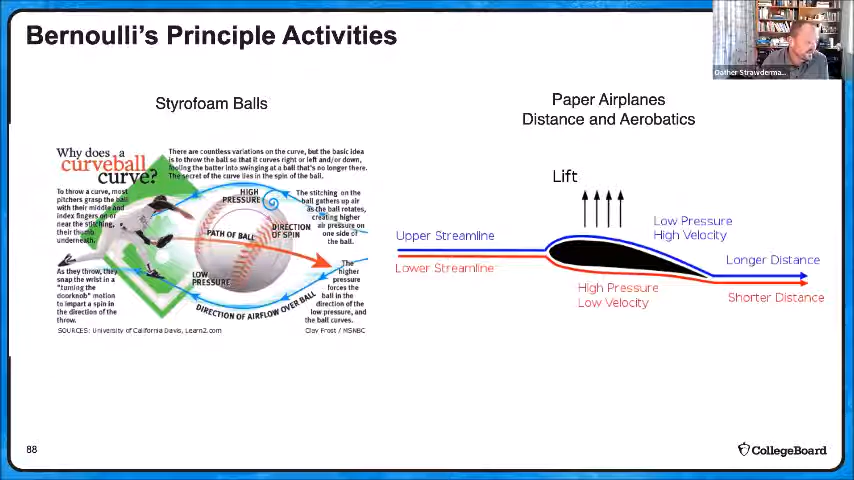 Bernoulli's Principle Activities
Dather Strawderma...
Styrofoam Balls
Paper Airplanes
Distance and Aerobatics
Why does a
curveball
curve?
There are countless variations on the curve, but the basic idea
is to throw the ball so that it curves right or left and/or down,
fooling the batter into swinging at a ball that's no longer there.
The secret of the curve lies in the spin of the ball.
To throw a curve, most
pitchers grasp the ball
with their middle and
index fingers on or
near the stitching,
their thumb
underneath.
As they throw, they
snap the wrist in a
"turning the
doorknob" motion
to impart a spin in
the direction of the
throw.
HIGH
PRESSURE
PATH OF BALL
DIRECTION
OF SPIN
LOW
PRESSURE
DIRECTION OF AIRFLOW OVER BALL
The stitching on the
ball gathers up air
as the ball rotates,
creating higher
air pressure on
one side of
the ball.
The
higher
pressure
forces the
ball in the
direction of the
low pressure, and
the ball curves.
SOURCES: University of California Davis, Learn2.com
Clay Frost / MSNBC
Lift
Upper Streamline
Lower Streamline
Low Pressure
High Velocity
High Pressure
Low Velocity
Longer Distance
Shorter Distance
88
CollegeBoard